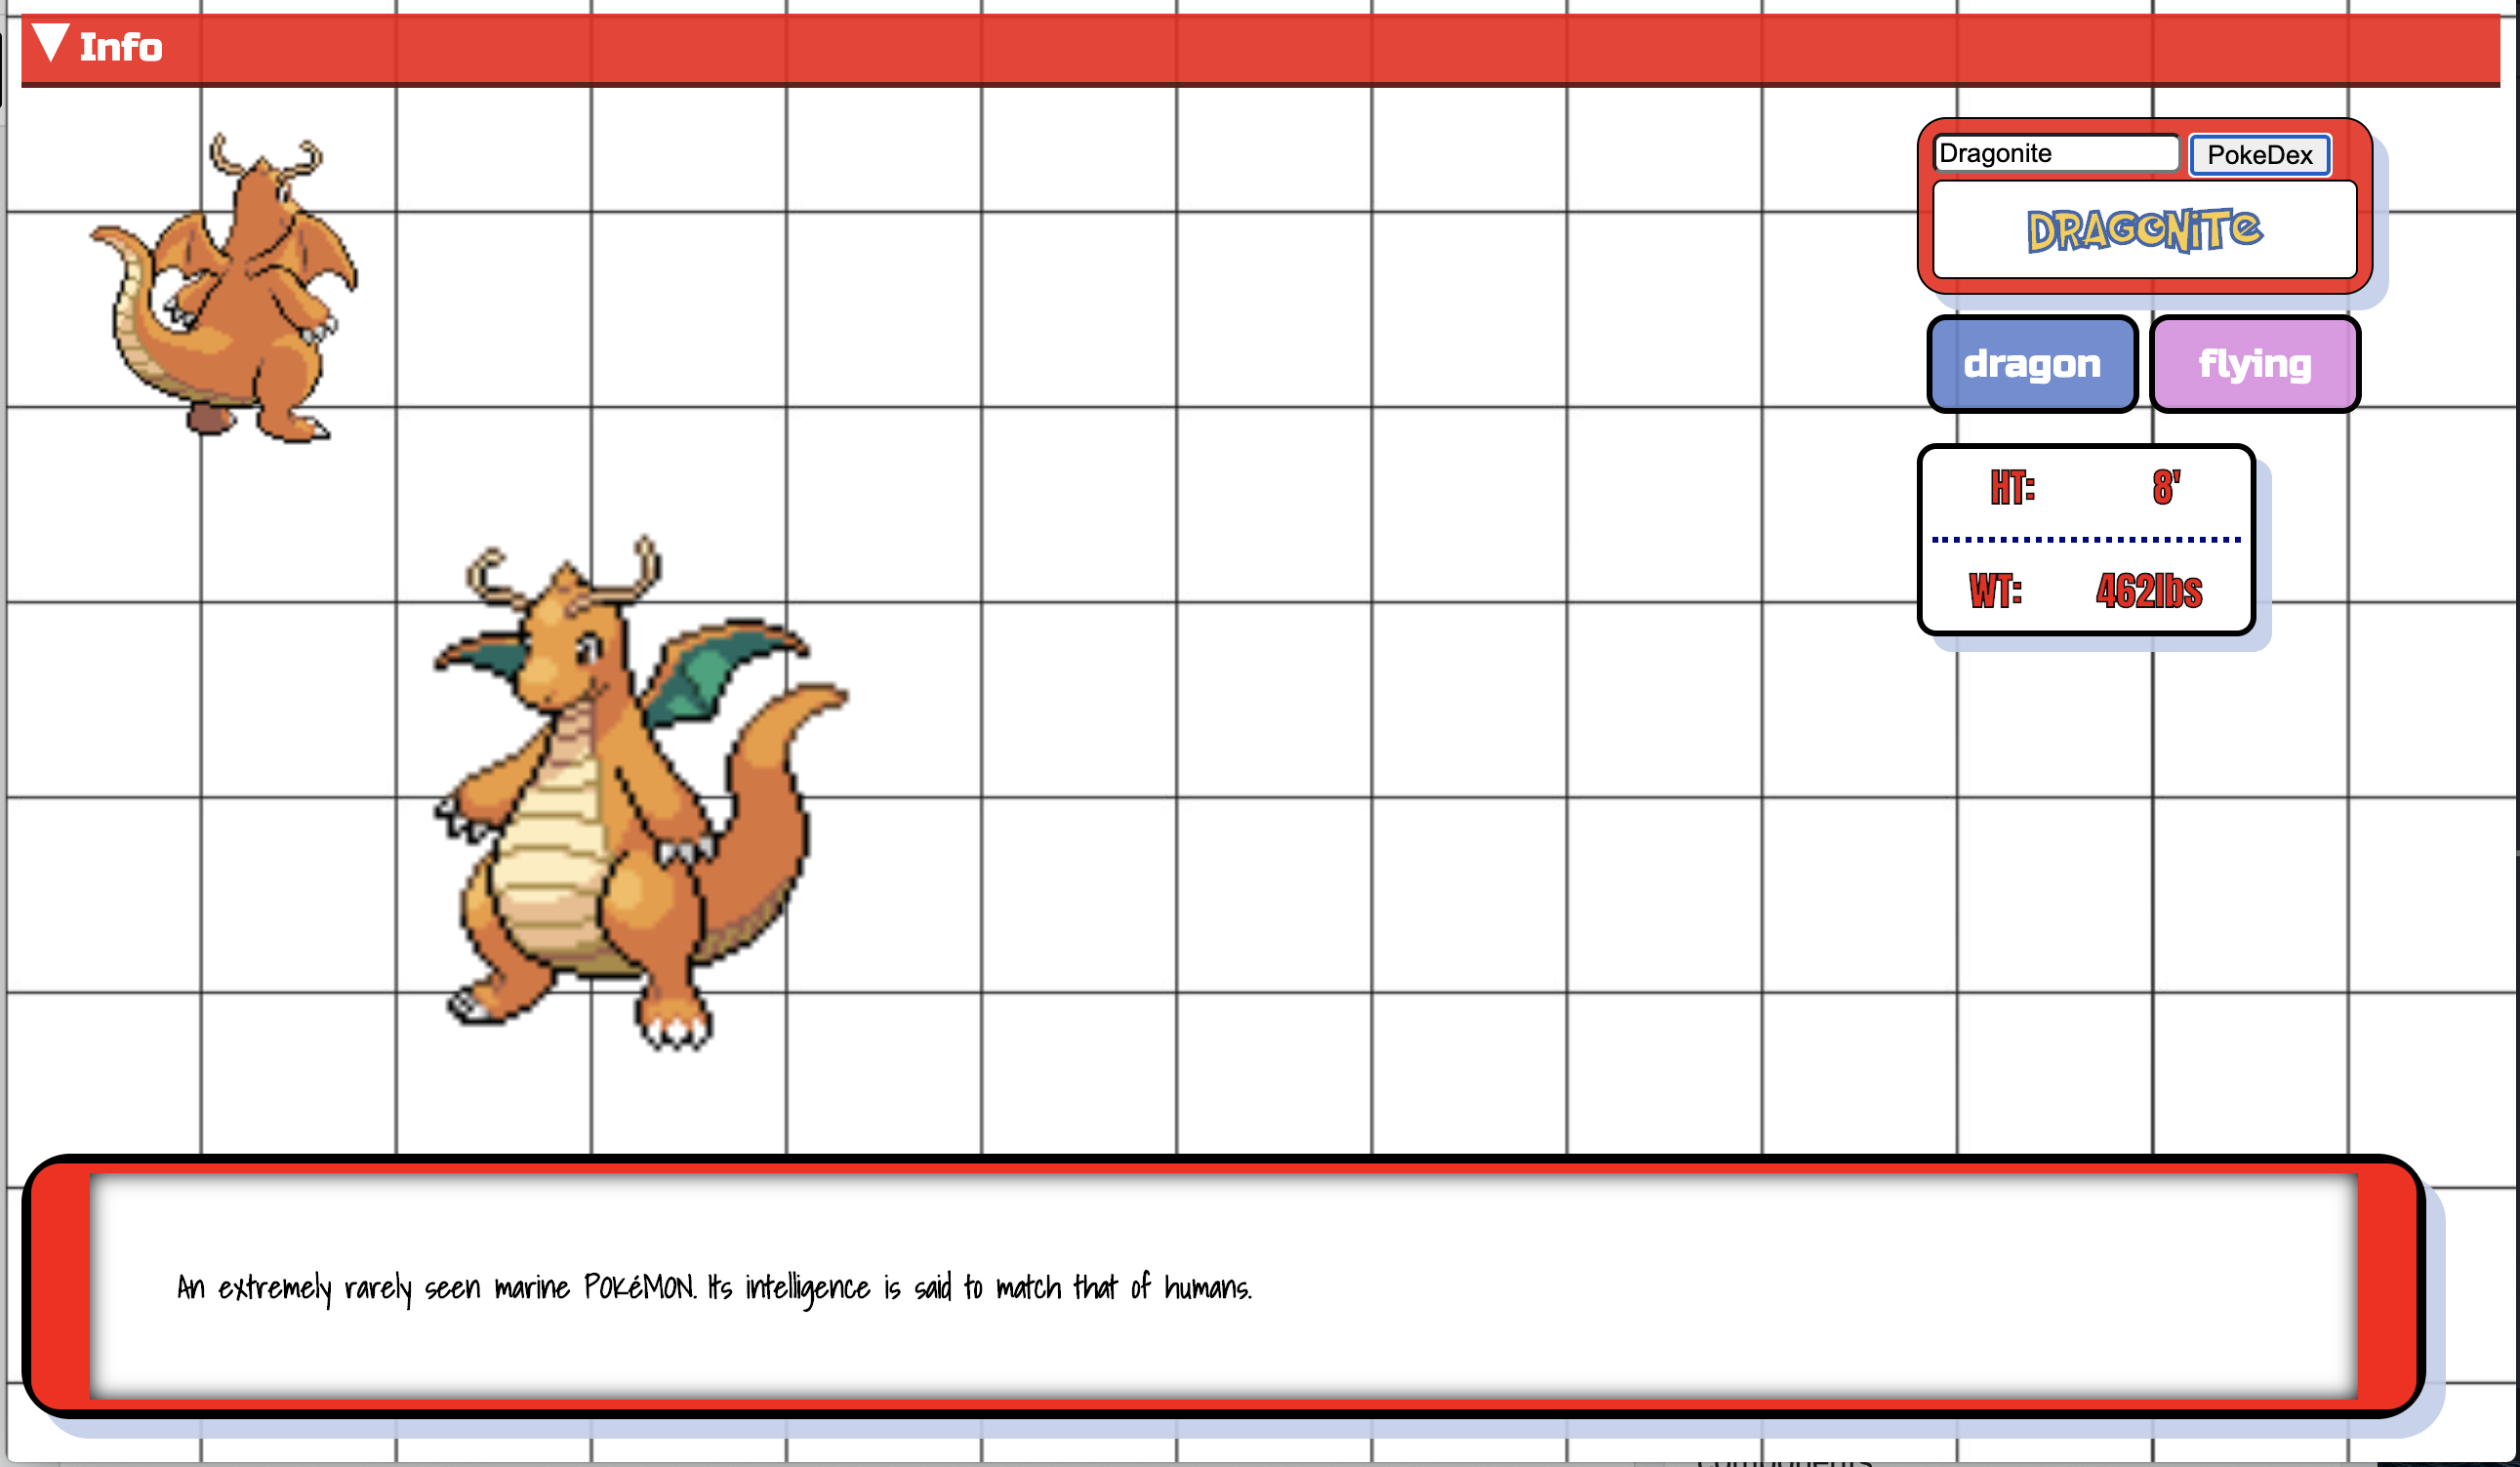 Info
Dragonite
PokeDex
DRAGONiTe
dragon
flying
HT: 8'
WT: 462lbs
An extremely rarely seen marine POKéMON. Its intelligence is said to match that of humans.